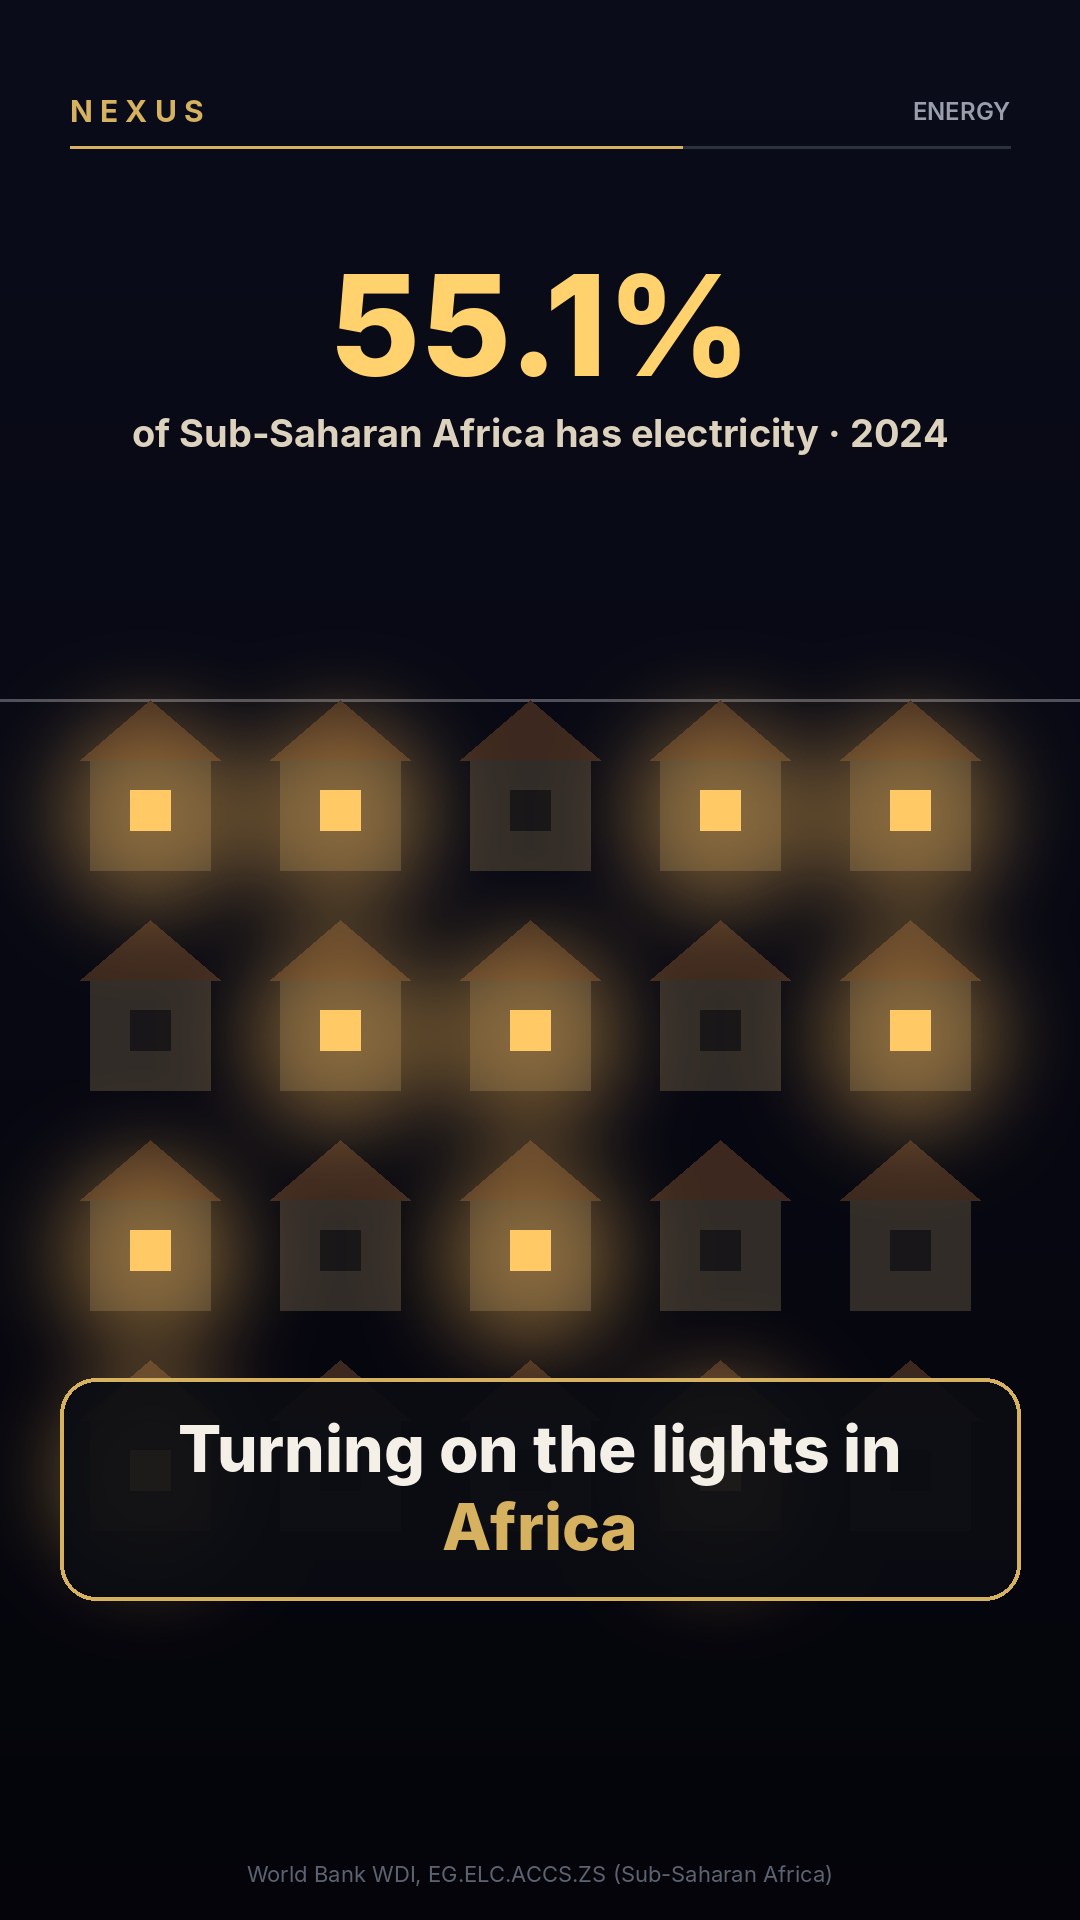 NEXUS
ENERGY
55.1%
of Sub-Saharan Africa has electricity · 2024
Turning on the lights in
Africa
World Bank WDI, EG.ELC.ACCS.ZS (Sub-Saharan Africa)